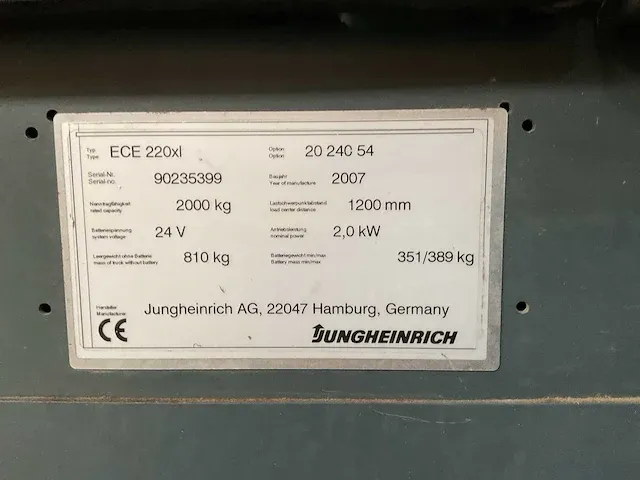 Typ ECE 220xl Option 20 240 54
Type Option
Serial-Nr. 90235399 Baujahr 2007
Serial-no. Year of manufacture
Nenntragfähigkeit 2000 kg Lastschwerpunktabstand 1200 mm
rated capacity load center distance
Batteriespannung 24 V Antriebsleistung 2,0 kW
system voltage nominal power
Leergewicht ohne Batterie 810 kg Batteriegewicht min/max 351/389 kg
mass of truck without battery Battery mass min/max
Hersteller Jungheinrich AG, 22047 Hamburg, Germany
Manufacturer
CE JUNGHEINRICH